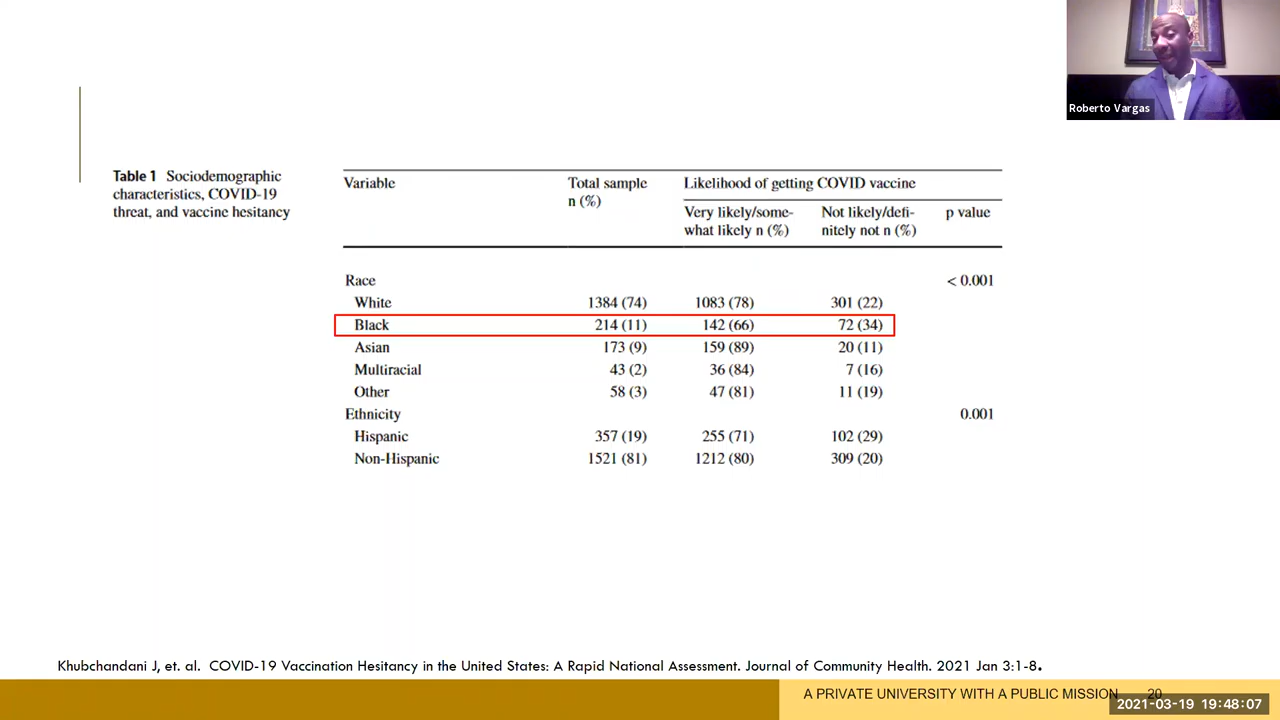 Roberto Vargas
Table 1 Sociodemographic
characteristics, COVID-19
threat, and vaccine hesitancy
Variable Total sample Likelihood of getting COVID vaccine
n (%)
Very likely/some- Not likely/defi- p value
what likely n (%) nitely not n (%)
Race < 0.001
White 1384 (74) 1083 (78) 301 (22)
Black 214 (11) 142 (66) 72 (34)
Asian 173 (9) 159 (89) 20 (11)
Multiracial 43 (2) 36 (84) 7 (16)
Other 58 (3) 47 (81) 11 (19)
Ethnicity 0.001
Hispanic 357 (19) 255 (71) 102 (29)
Non-Hispanic 1521 (81) 1212 (80) 309 (20)
Khubchandani J, et. al. COVID-19 Vaccination Hesitancy in the United States: A Rapid National Assessment. Journal of Community Health. 2021 Jan 3:1-8.
A PRIVATE UNIVERSITY WITH A PUBLIC MISSION 20
2021-03-19 19:48:07